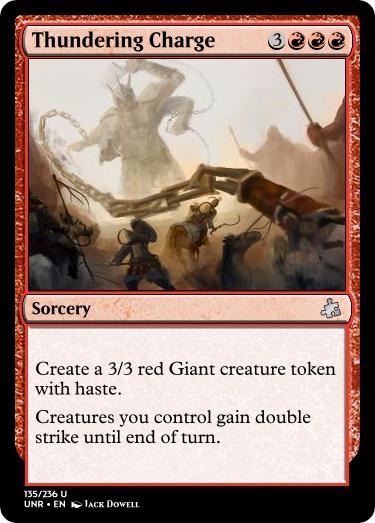 Thundering Charge 3
Sorcery
Create a 3/3 red Giant creature token
with haste.
Creatures you control gain double
strike until end of turn.
135/236 U
UNR • EN Jack Dowell